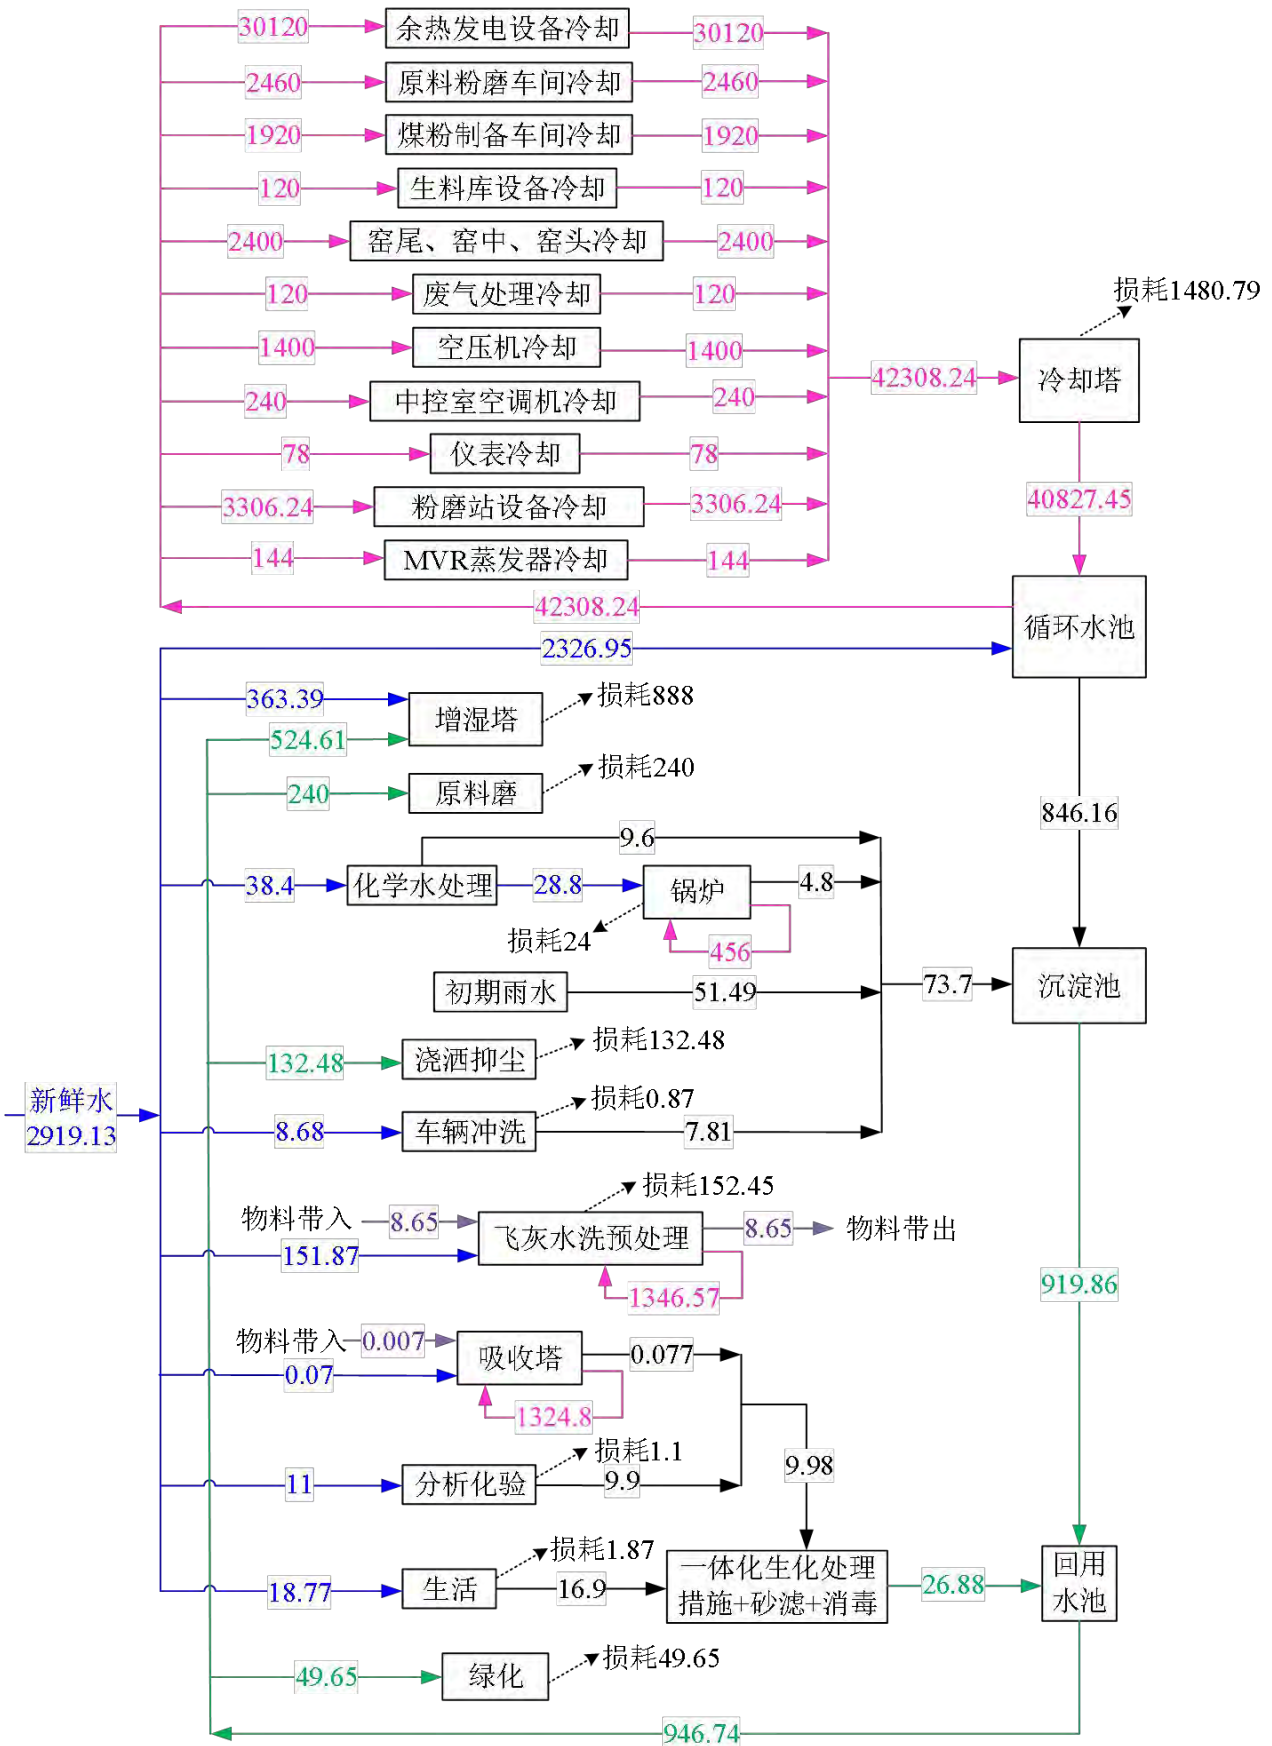 30120 余热发电设备冷却 30120
2460 原料粉磨车间冷却 2460
1920 煤粉制备车间冷却 1920
120 生料库设备冷却 120
2400 窑尾、窑中、窑头冷却 2400
120 废气处理冷却 120
损耗1480.79
1400 空压机冷却 1400
42308.24 冷却塔
240 中控室空调机冷却 240
78 仪表冷却 78
40827.45
3306.24 粉磨站设备冷却 3306.24
144 MVR蒸发器冷却 144
42308.24
循环水池
2326.95
363.39 增湿塔 损耗888
524.61
240 原料磨 损耗240
846.16
9.6
38.4 化学水处理 28.8 锅炉 4.8
损耗24 456
初期雨水 51.49 73.7 沉淀池
132.48 浇洒抑尘 损耗132.48
新鲜水
2919.13
8.68 车辆冲洗 损耗0.87
7.81
损耗152.45
物料带入 8.65 飞灰水洗预处理 8.65 物料带出
151.87
1346.57
919.86
物料带入 0.007 吸收塔 0.077
0.07
1324.8
损耗1.1
11 分析化验 9.9
9.98
损耗1.87
18.77 生活 16.9
一体化生化处理
措施+砂滤+消毒
26.88
回用
水池
49.65 绿化 损耗49.65
946.74